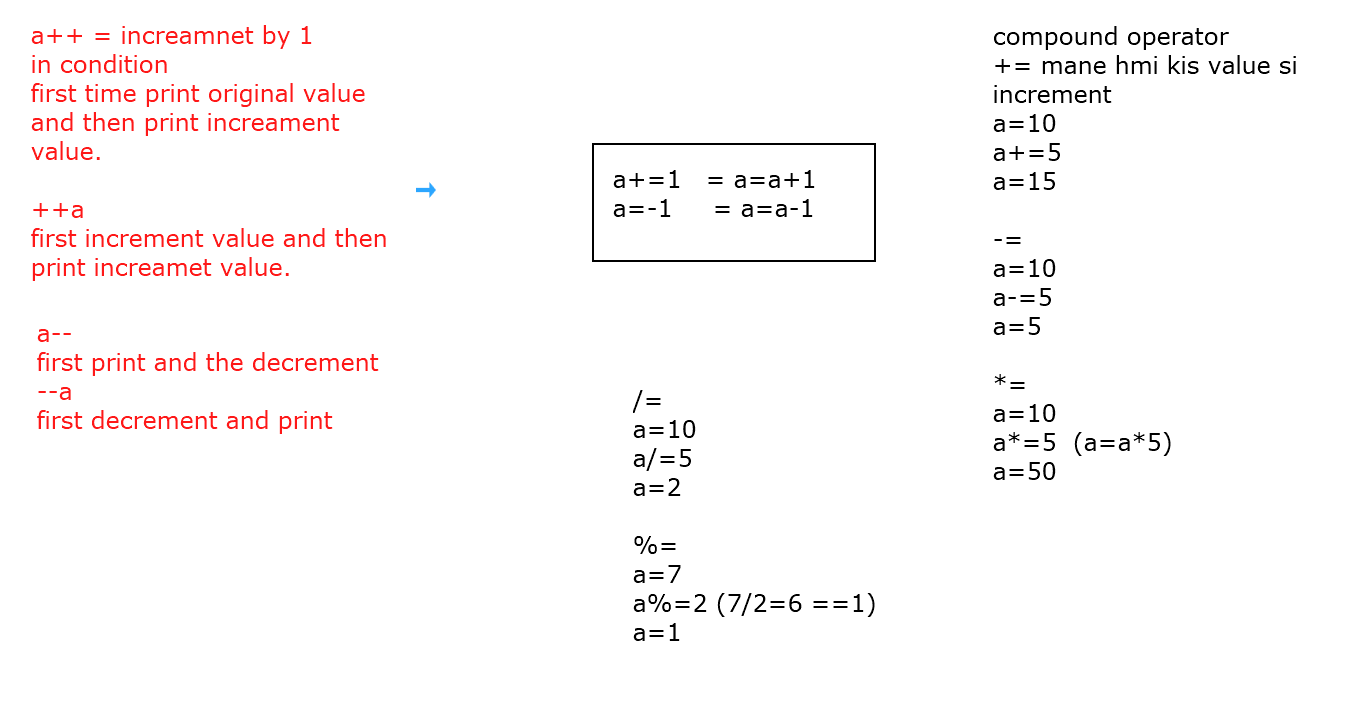 a++ = increamnet by 1
in condition
first time print original value
and then print increament
value.
++a
first increment value and then
print increamet value.
a--
first print and the decrement
--a
first decrement and print
a+=1 = a=a+1
a=-1 = a=a-1
/=
a=10
a/=5
a=2
%=
a=7
a%=2 (7/2=6 ==1)
a=1
compound operator
+= mane hmi kis value si
increment
a=10
a+=5
a=15
-=
a=10
a-=5
a=5
*=
a=10
a*=5 (a=a*5)
a=50